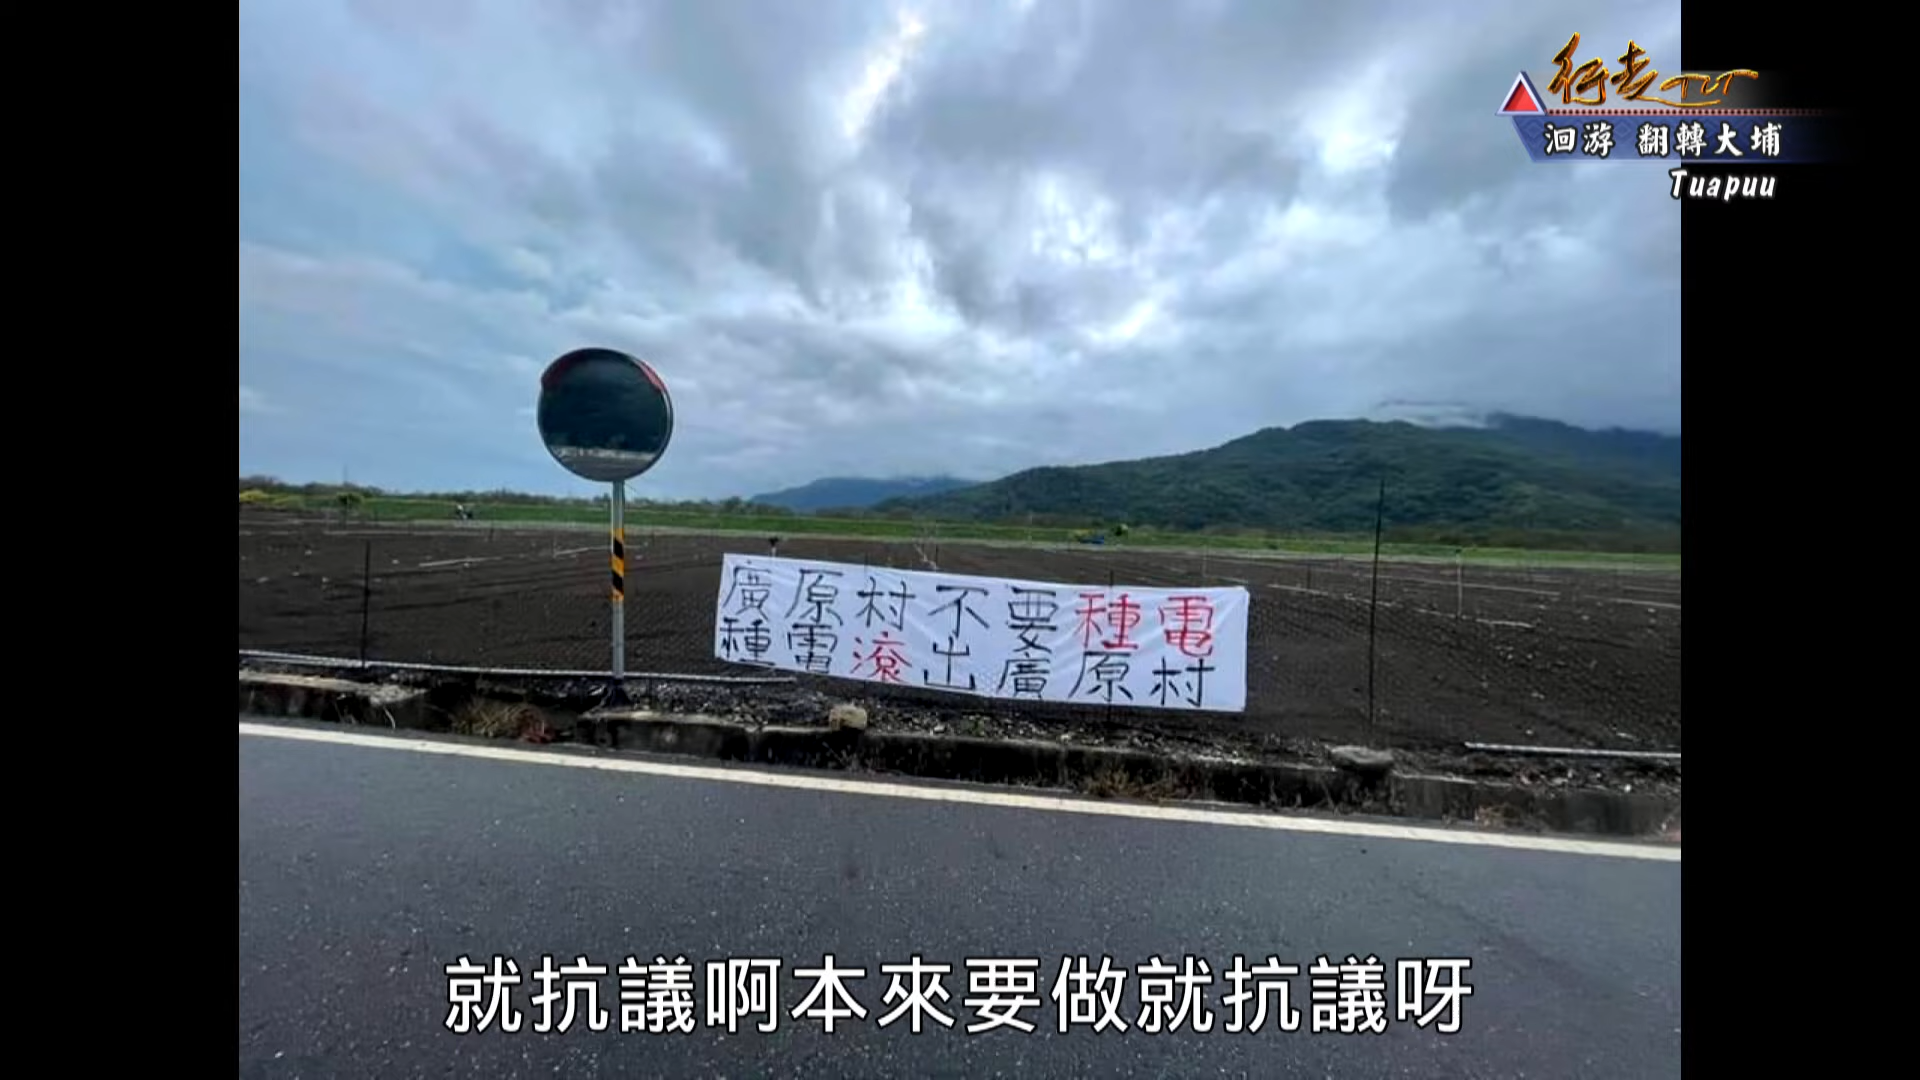 行走TIT
洄游 翻轉大埔
Tuapuu
廣原村不要種電
種電滾出廣原村
就抗議啊本來要做就抗議呀